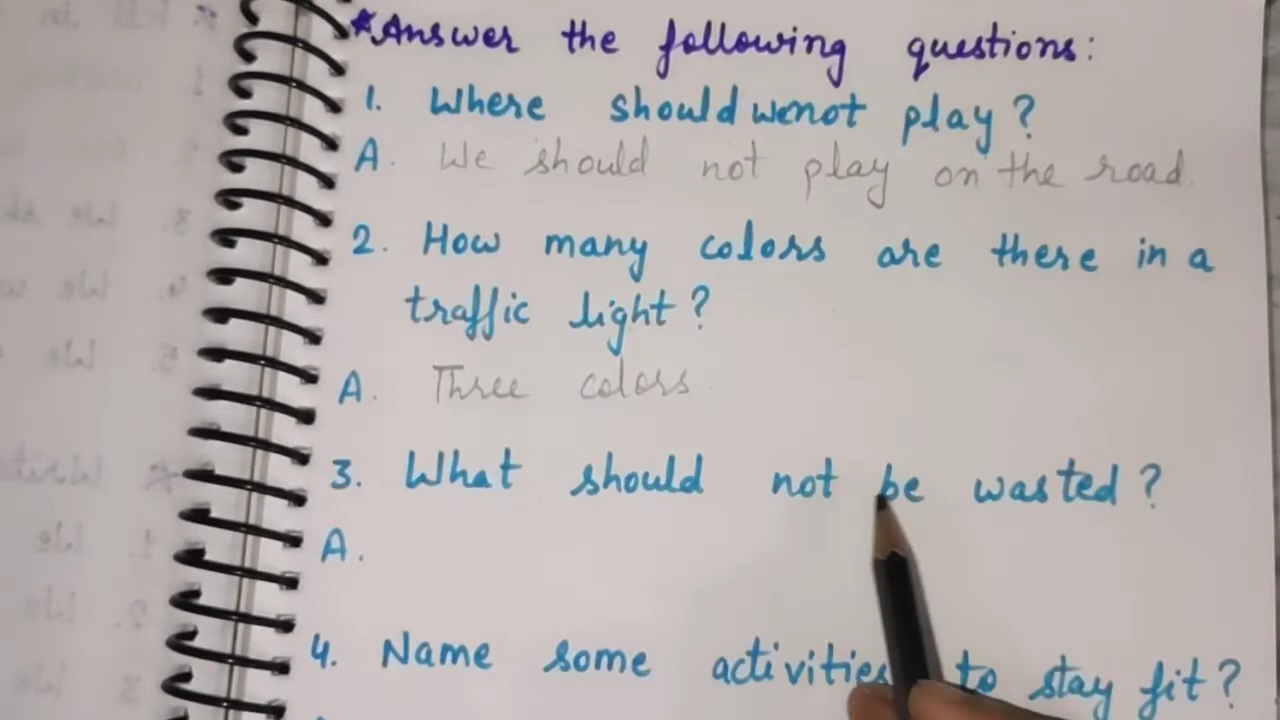 *Answer the following questions:
1. Where should we not play?
A. We should not play on the road.
2. How many colors are there in a
traffic light?
A. Three colors
3. What should not be wasted?
A.
4. Name some activities to stay fit?